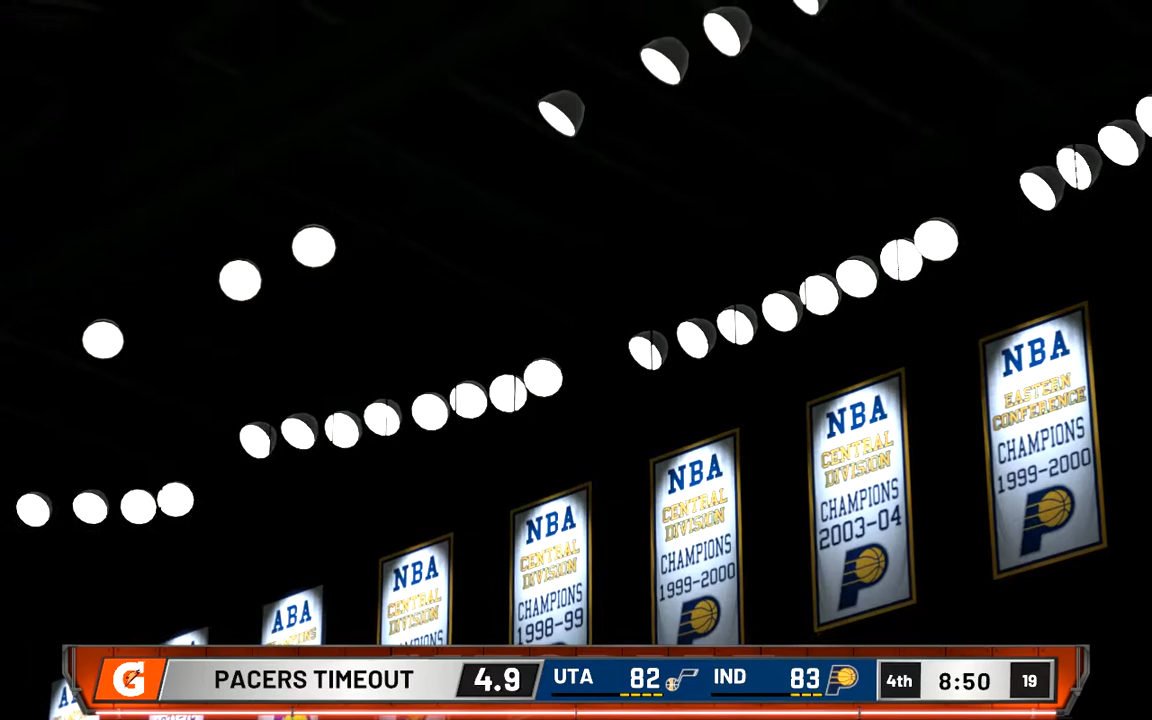 NBA
EASTERN
CONFERENCE
CHAMPIONS
1999-2000
NBA
CENTRAL
DIVISION
CHAMPIONS
2003-04
NBA
CENTRAL
DIVISION
CHAMPIONS
1999-2000
NBA
CENTRAL
DIVISION
CHAMPIONS
1998-99
NBA
CENTRAL
DIVISION
CHAMPIONS
ABA
G PACERS TIMEOUT 4.9 UTA 82 IND 83 4th 8:50 19